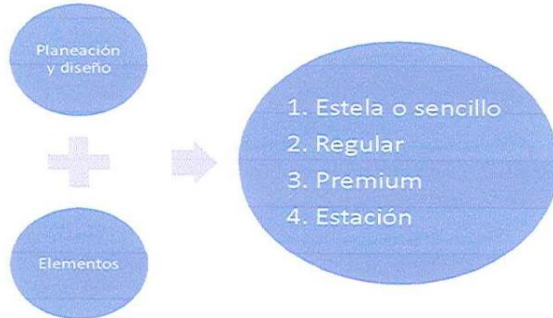 Planeación
y diseño
Elementos
1. Estela o sencillo
2. Regular
3. Premium
4. Estación